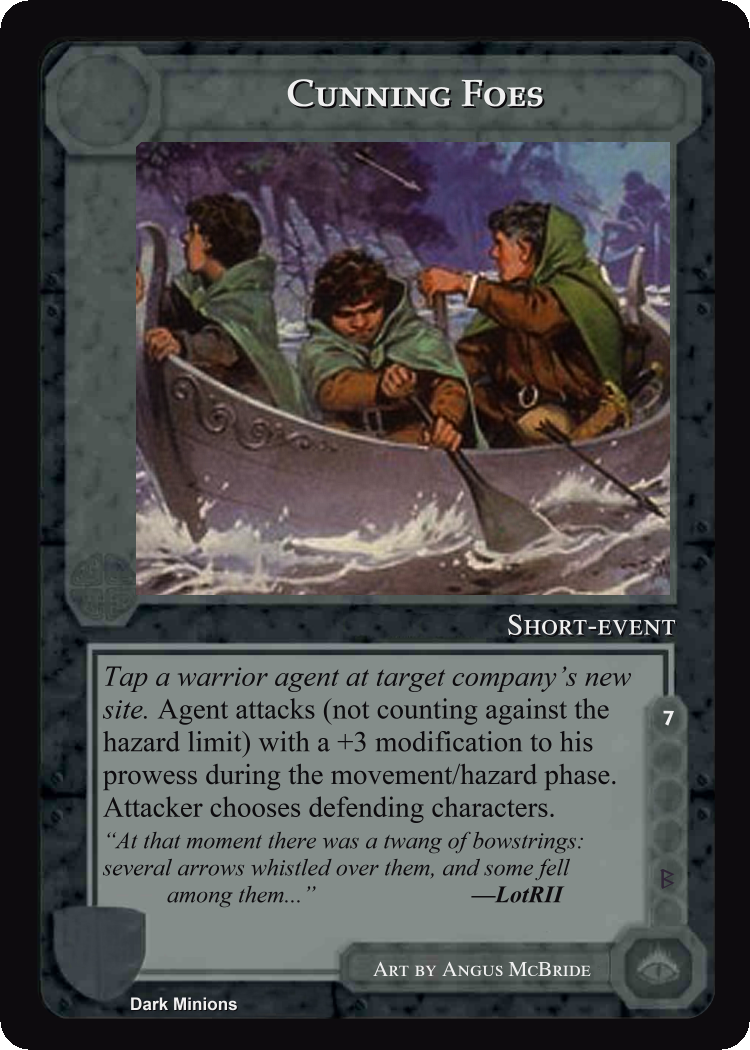 Cunning Foes
Short-event
Tap a warrior agent at target company's new
site. Agent attacks (not counting against the
hazard limit) with a +3 modification to his
prowess during the movement/hazard phase.
Attacker chooses defending characters.
"At that moment there was a twang of bowstrings:
several arrows whistled over them, and some fell
among them..." —LotRII
7
B
Art by Angus McBride
Dark Minions